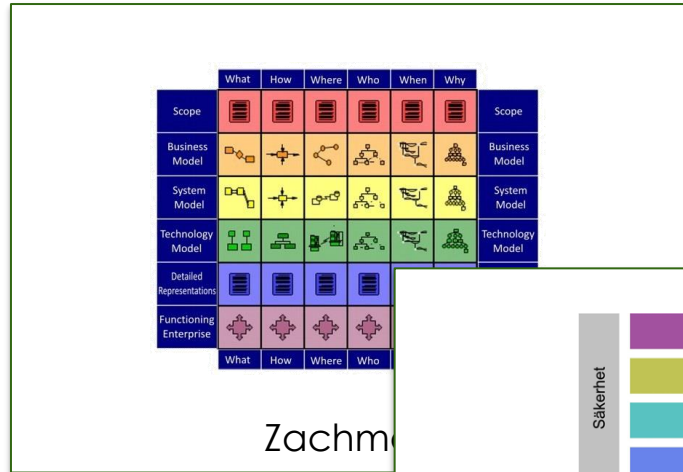 What How Where Who When Why
Scope Scope
Business Model Business Model
System Model System Model
Technology Model Technology Model
Detailed Representations
Functioning Enterprise
What How Where Who
Säkerhet